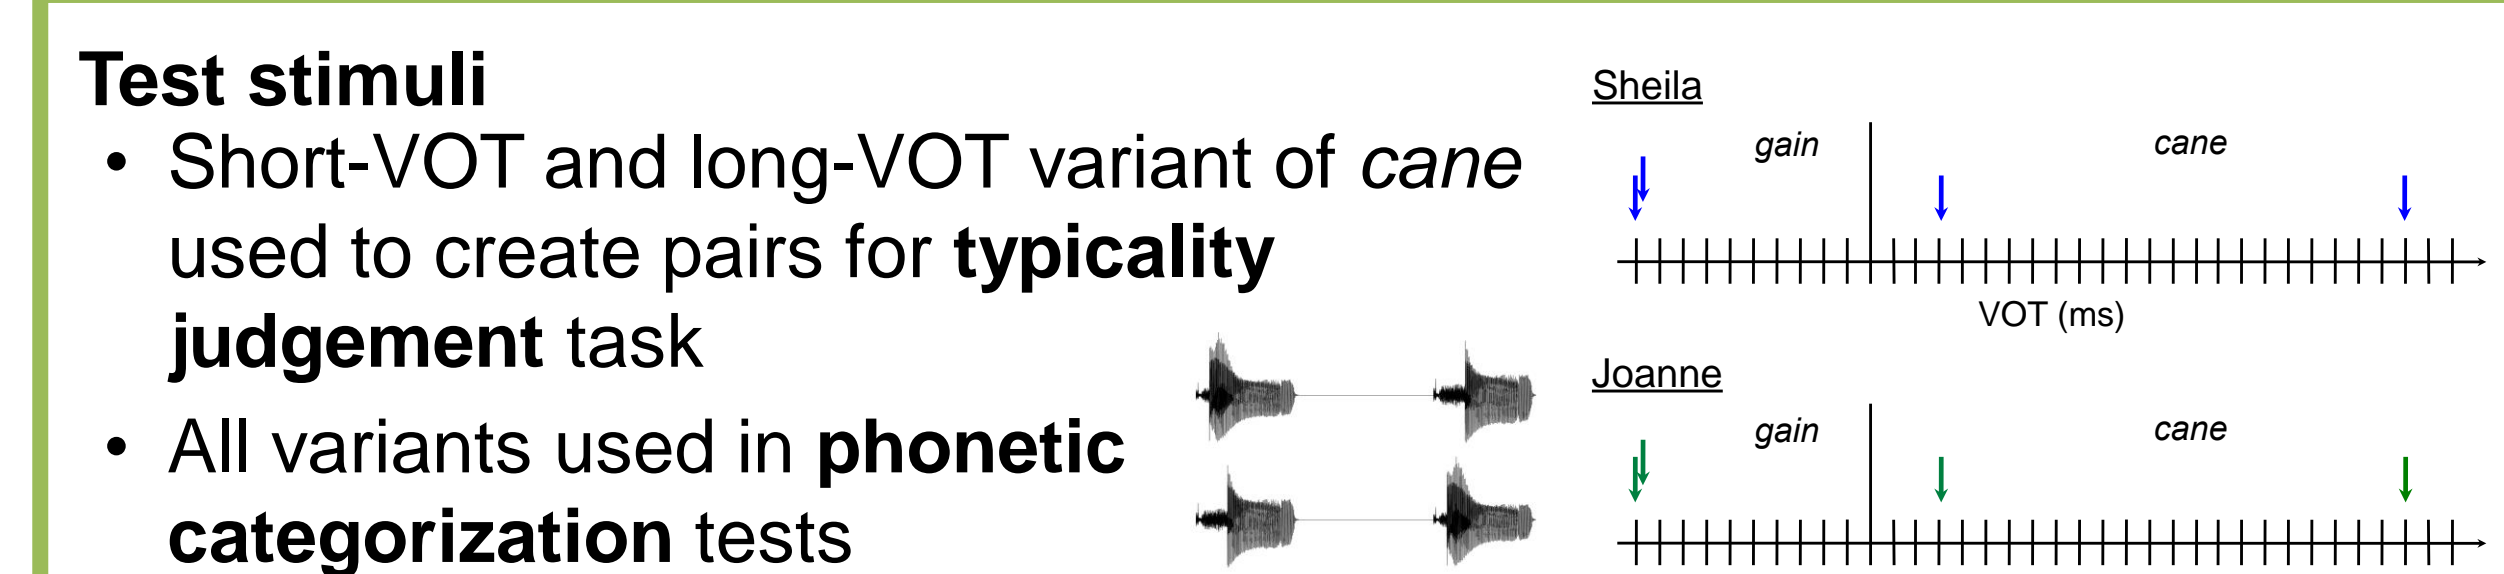 Test stimuli
• Short-VOT and long-VOT variant of cane
used to create pairs for typicality
judgement task
• All variants used in phonetic
categorization tests
Sheila
gain cane
VOT (ms)
Joanne
gain cane